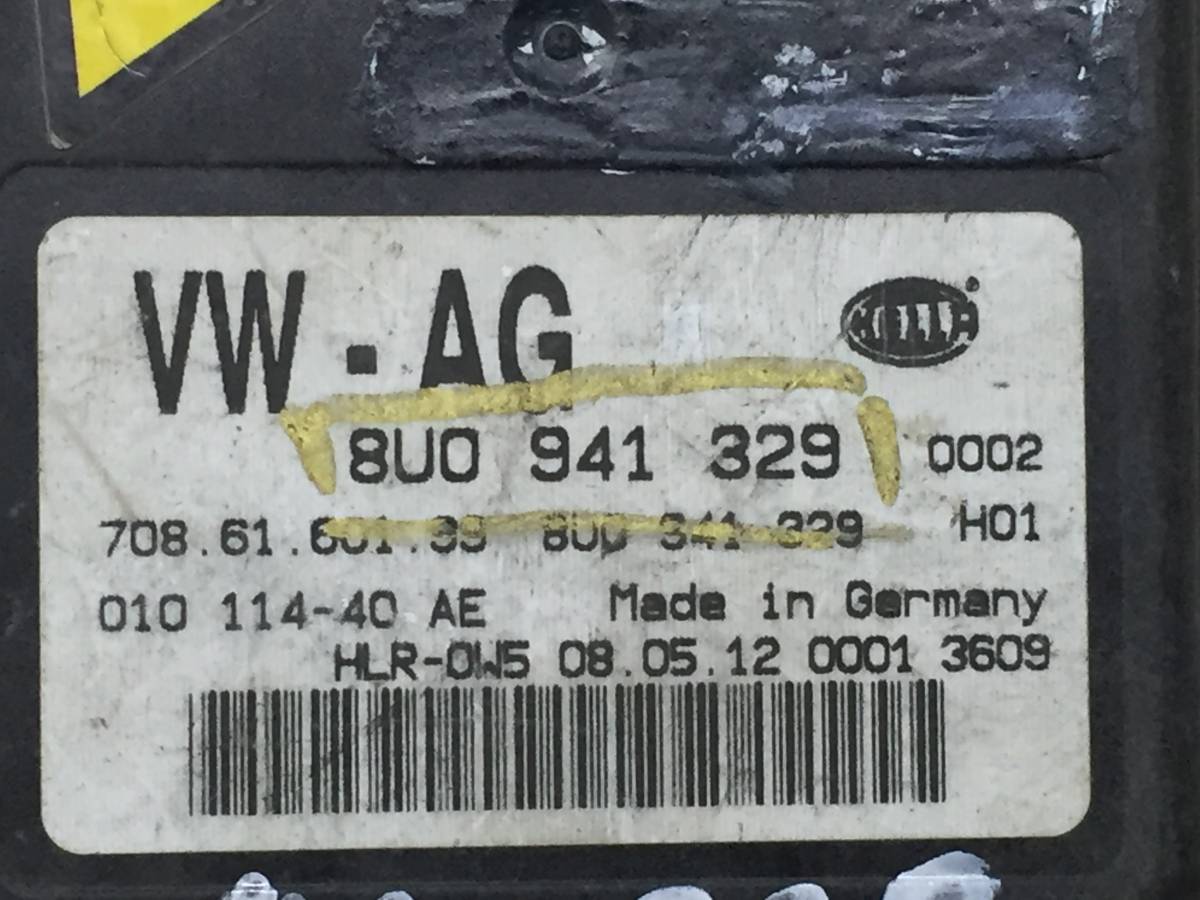 VW-AG
HELLA
8U0 941 329 0002
708.61.601.99 8U0 941 329 H01
010 114-40 AE Made in Germany
HLR-0W5 08.05.12 0001 3609